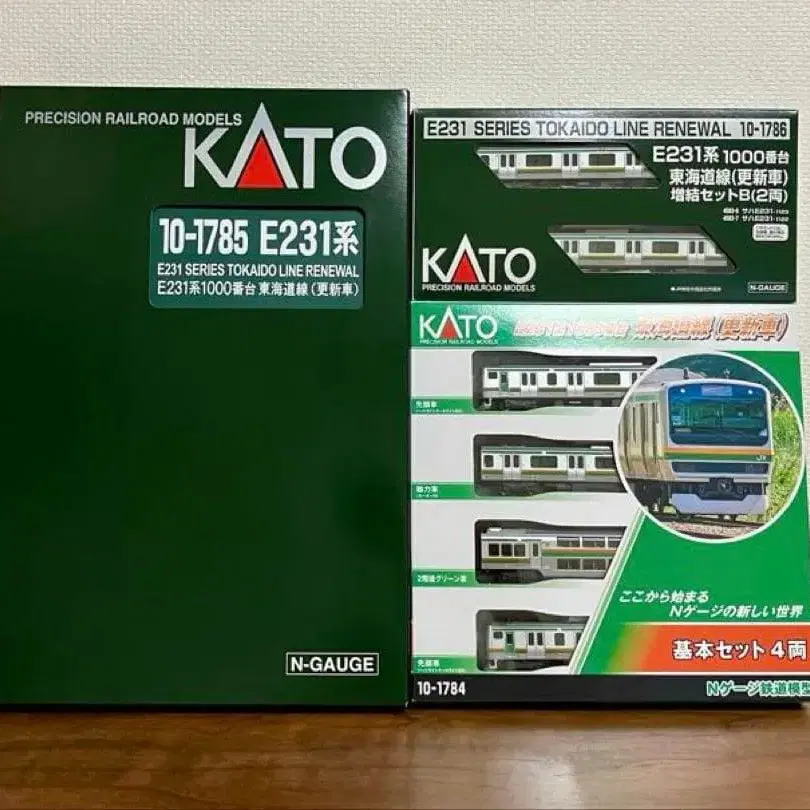 PRECISION RAILROAD MODELS
KATO
10-1785 E231系
E231 SERIES TOKAIDO LINE RENEWAL
E231系1000番台 東海道線(更新車)
N-GAUGE
E231 SERIES TOKAIDO LINE RENEWAL 10-1786
E231系 1000番台
東海道線(更新車)
増結セットB(2両)
KATO
PRECISION RAILROAD MODELS
N-GAUGE
KATO
PRECISION RAILROAD MODELS
東海道線(更新車)
先頭車
動力車
2階建グリーン車
先頭車
ここから始まる
Nゲージの新しい世界
基本セット4両
10-1784
Nゲージ鉄道模型